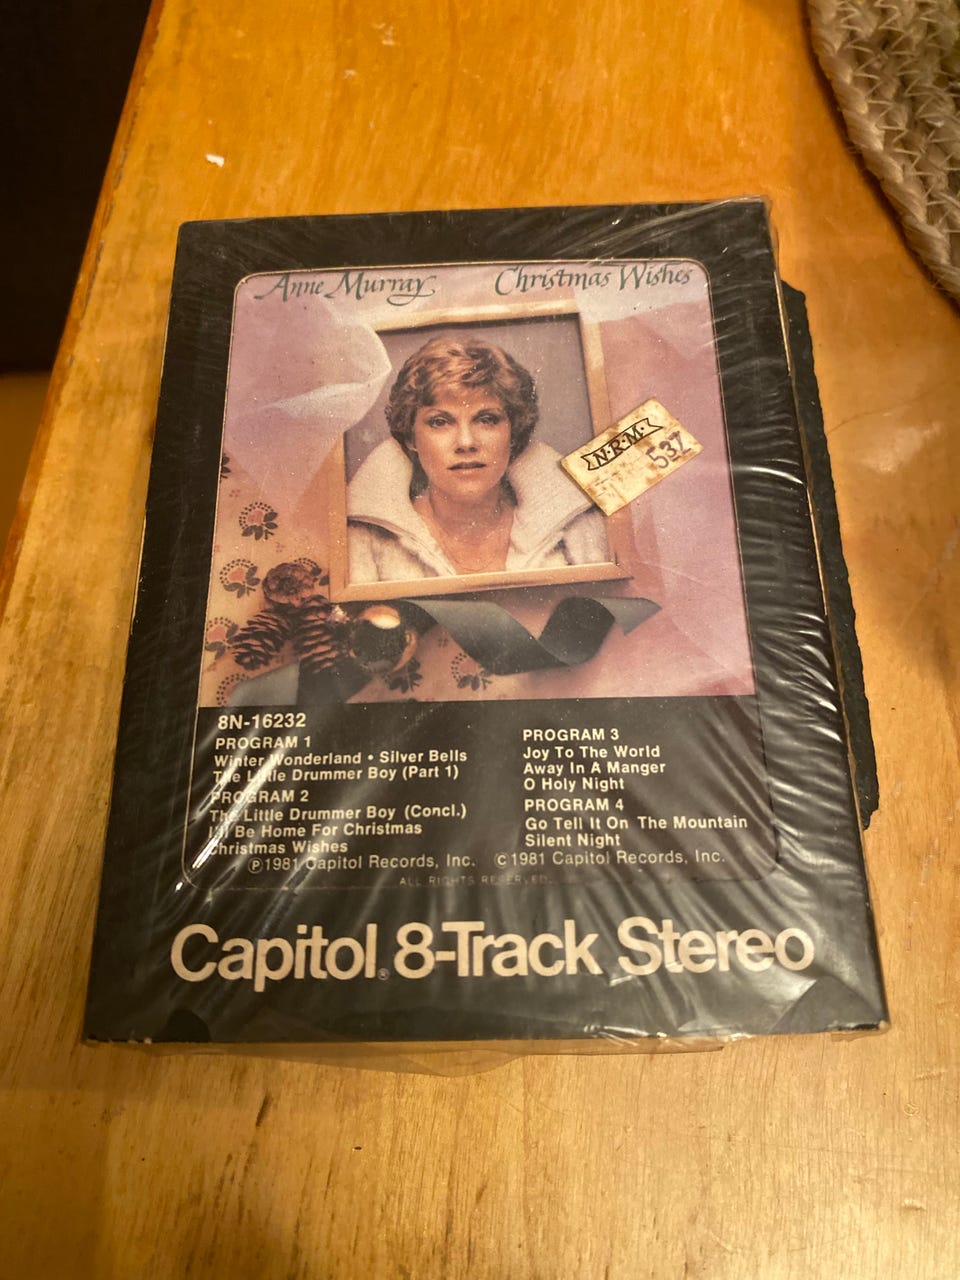 Anne Murray Christmas Wishes
N·R·M·
537
8N-16232
PROGRAM 1
Winter Wonderland • Silver Bells
The Little Drummer Boy (Part 1)
PROGRAM 2
The Little Drummer Boy (Concl.)
I'll Be Home For Christmas
Christmas Wishes
PROGRAM 3
Joy To The World
Away In A Manger
O Holy Night
PROGRAM 4
Go Tell It On The Mountain
Silent Night
℗1981 Capitol Records, Inc. ©1981 Capitol Records, Inc.
ALL RIGHTS RESERVED.
Capitol® 8-Track Stereo